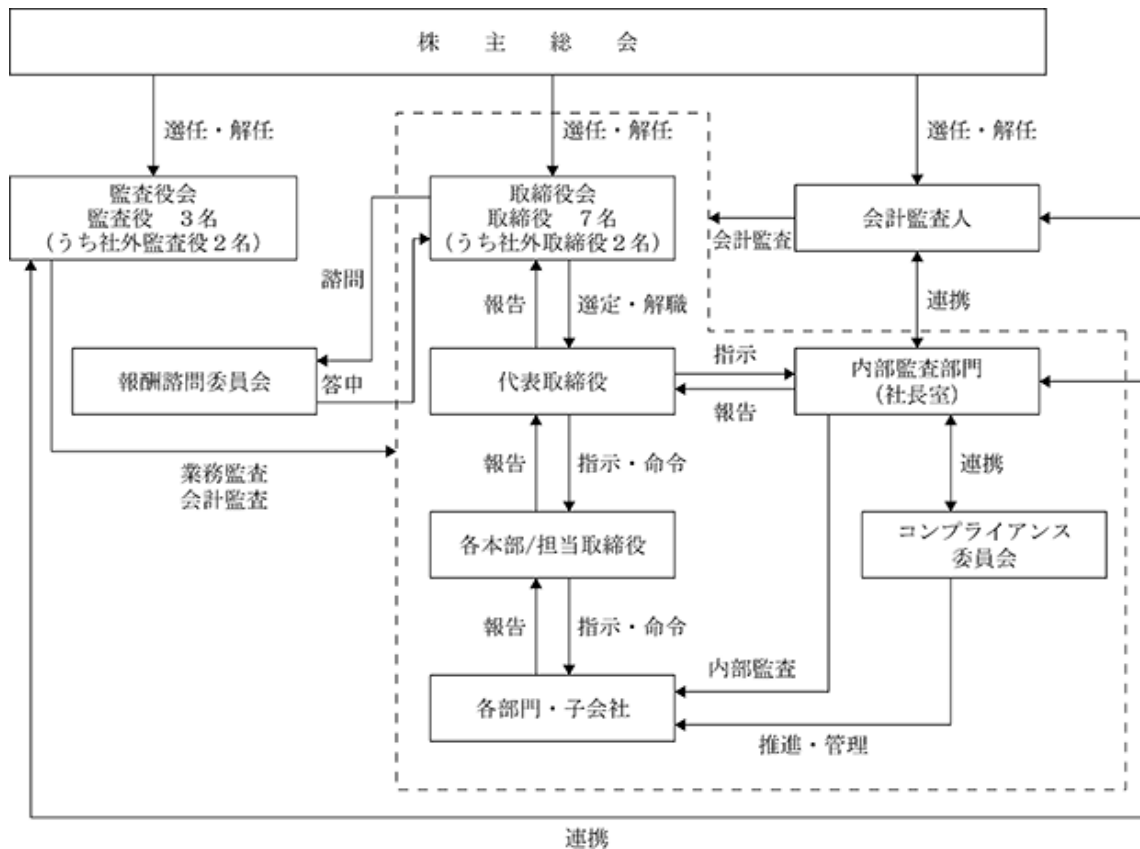 株　主　総　会
選任・解任
選任・解任
選任・解任
監査役会
監査役　３名
（うち社外監査役２名）
取締役会
取締役　７名
（うち社外取締役２名）
会計監査人
会計監査
諮問
報告
選定・解職
連携
報酬諮問委員会
答申
代表取締役
指示
報告
内部監査部門
（社長室）
業務監査
会計監査
報告
指示・命令
連携
各本部/担当取締役
コンプライアンス
委員会
報告
指示・命令
内部監査
各部門・子会社
推進・管理
連携